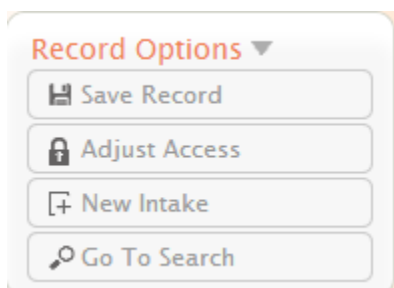 Record Options
Save Record
Adjust Access
New Intake
Go To Search